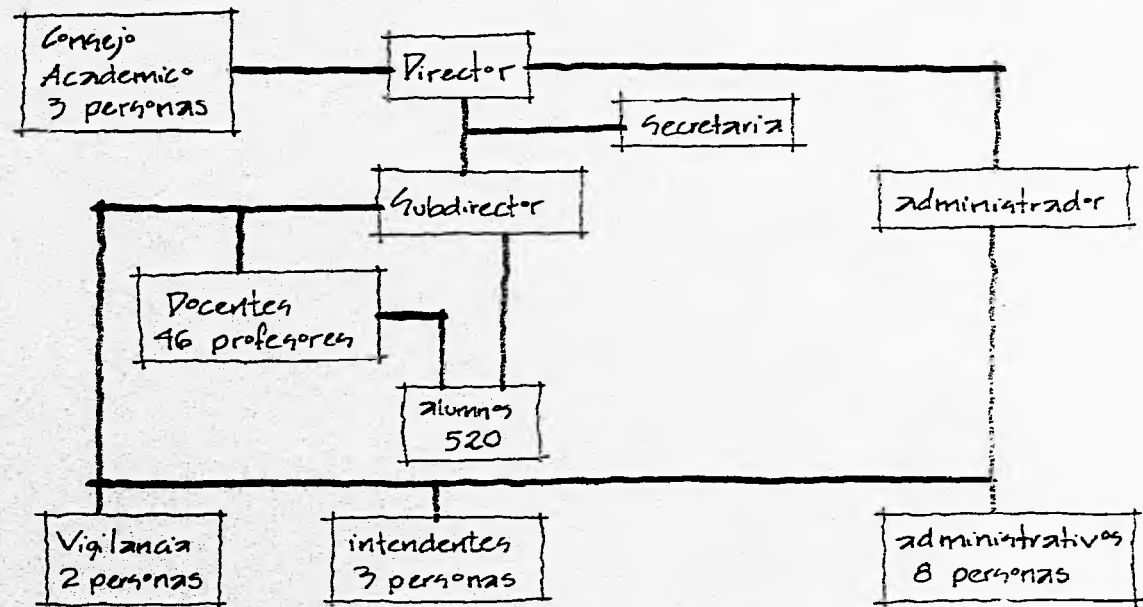 Consejo
Academico
3 personas
Director
Secretaria
Subdirector
administrador
Docentes
46 profesores
alumnos
520
Vigilancia
2 personas
intendentes
3 personas
administrativos
8 personas